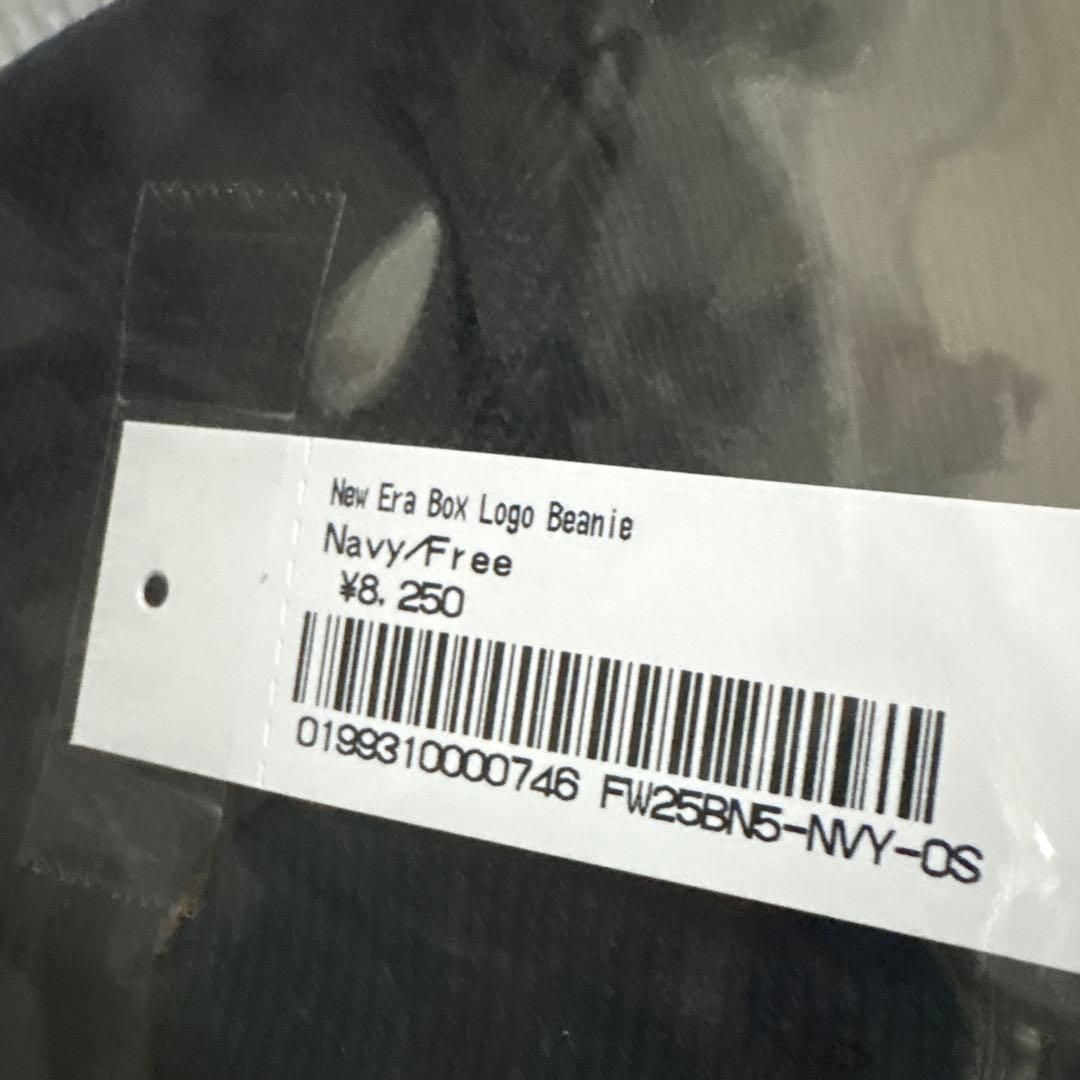 New Era Box Logo Beanie
Navy/Free
¥8,250
0199310000746 FW25BN5-NVY-OS